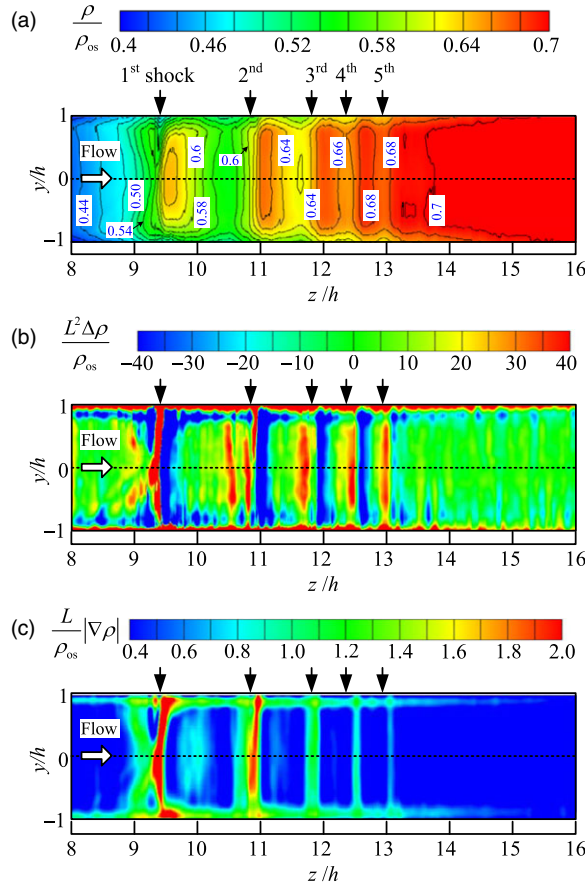 (a)
ρ/ρos 0.4 0.46 0.52 0.58 0.64 0.7
1st shock 2nd 3rd 4th 5th
1
Flow
0.6
0.6
0.64
0.66
0.68
y/h 0
0.44
0.50
0.54
0.58
0.64
0.68
0.7
-1
8 9 10 11 12 13 14 15 16
z /h
(b)
L²Δρ/ρos −40 −30 −20 −10 0 10 20 30 40
1
Flow
y/h 0
-1
8 9 10 11 12 13 14 15 16
z /h
(c)
L/ρos |∇ρ| 0.4 0.6 0.8 1.0 1.2 1.4 1.6 1.8 2.0
1
Flow
y/h 0
-1
8 9 10 11 12 13 14 15 16
z /h